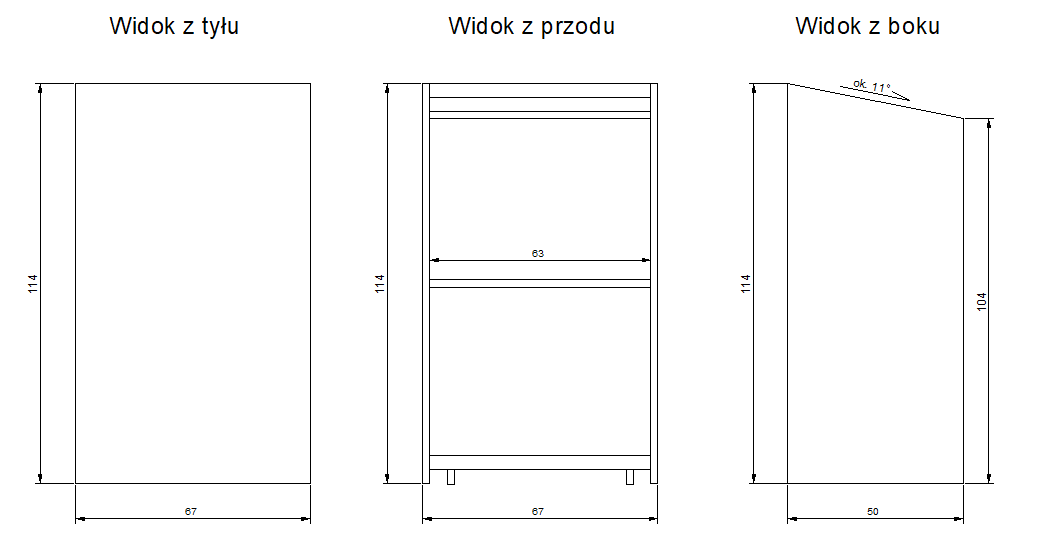 Widok z tyłu
Widok z przodu
Widok z boku
ok. 11°
114
67
114
63
67
114
104
50